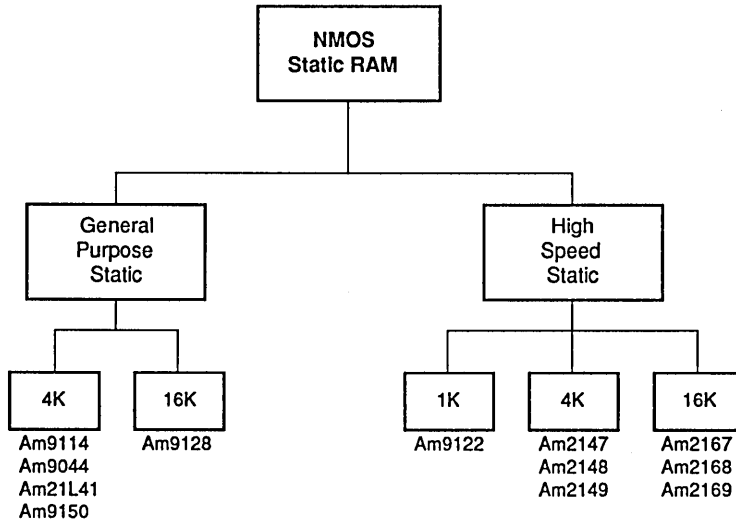 NMOS
Static RAM
General
Purpose
Static
High
Speed
Static
4K
16K
1K
4K
16K
Am9114
Am9044
Am21L41
Am9150
Am9128
Am9122
Am2147
Am2148
Am2149
Am2167
Am2168
Am2169